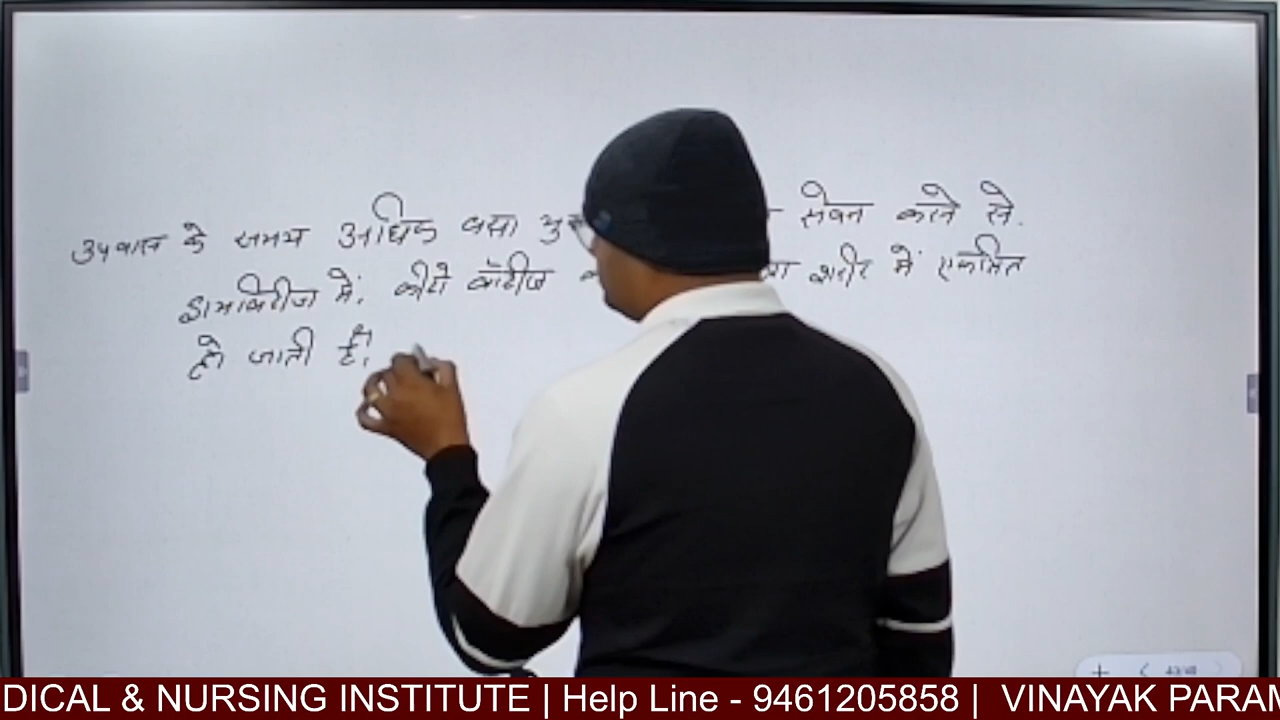 उपवास के समय अधिक वसा सेवन करने से.
डायबिटीज में, कीटो बॉडीज शरीर में एकत्रित
हो जाती है,
DICAL & NURSING INSTITUTE | Help Line - 9461205858 | VINAYAK PARAM